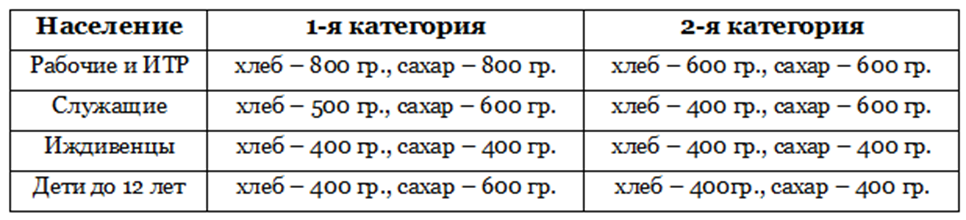 Население 1-я категория 2-я категория
Рабочие и ИТР хлеб – 800 гр., сахар – 800 гр. хлеб – 600 гр., сахар – 600 гр.
Служащие хлеб – 500 гр., сахар – 600 гр. хлеб – 400 гр., сахар – 600 гр.
Иждивенцы хлеб – 400 гр., сахар – 400 гр. хлеб – 400 гр., сахар – 400 гр.
Дети до 12 лет хлеб – 400 гр., сахар – 600 гр. хлеб – 400гр., сахар – 400 гр.